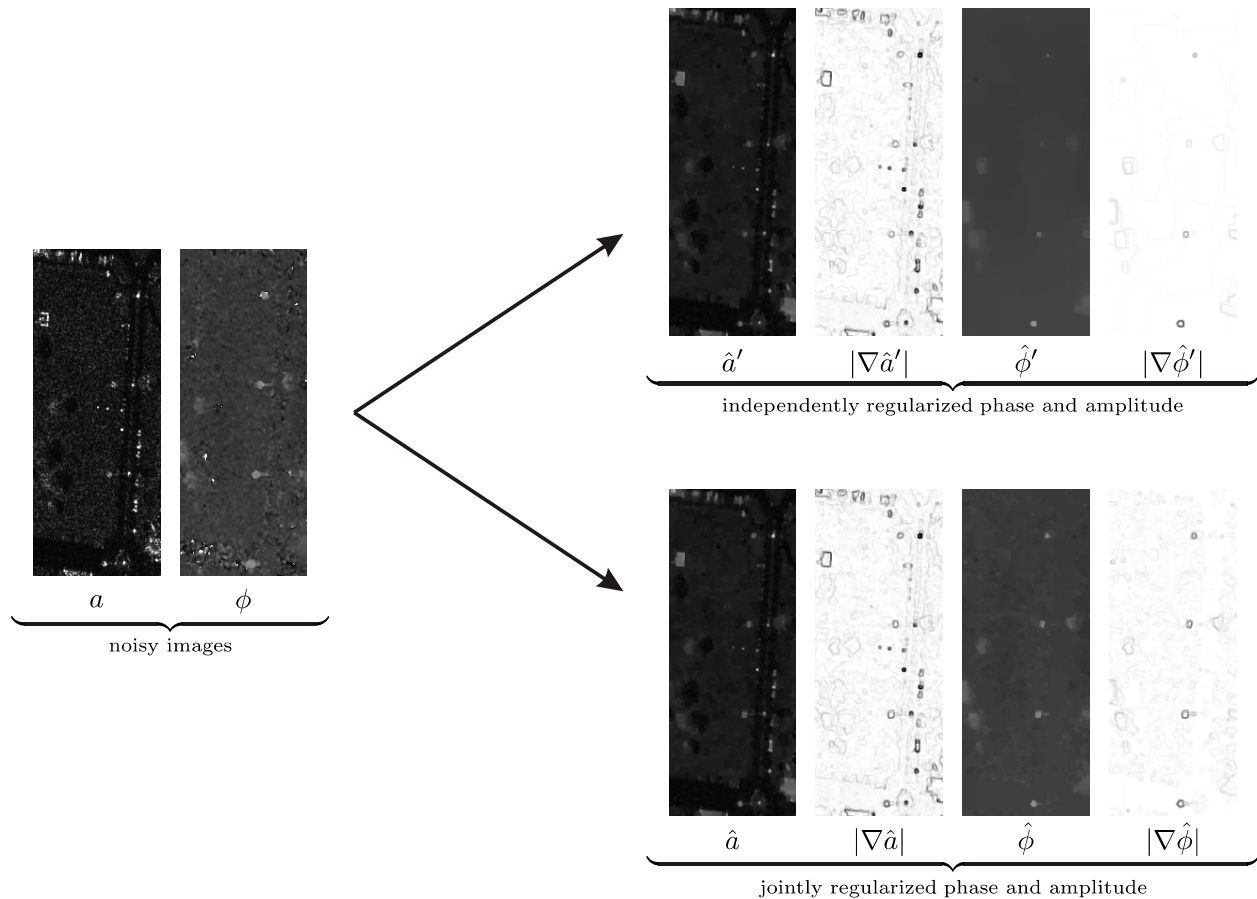 a ϕ
noisy images
â′ |∇â′| ϕ̂′ |∇ϕ̂′|
independently regularized phase and amplitude
â |∇â| ϕ̂ |∇ϕ̂|
jointly regularized phase and amplitude